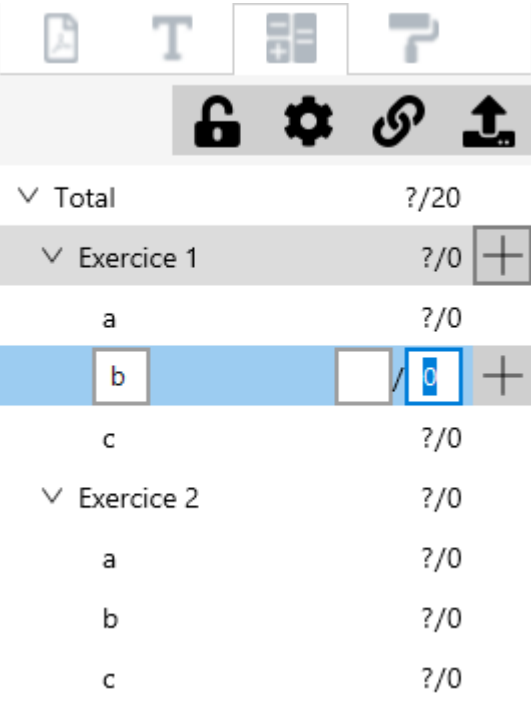 T
Total ?/20
Exercice 1 ?/0
a ?/0
b /0
c ?/0
Exercice 2 ?/0
a ?/0
b ?/0
c ?/0